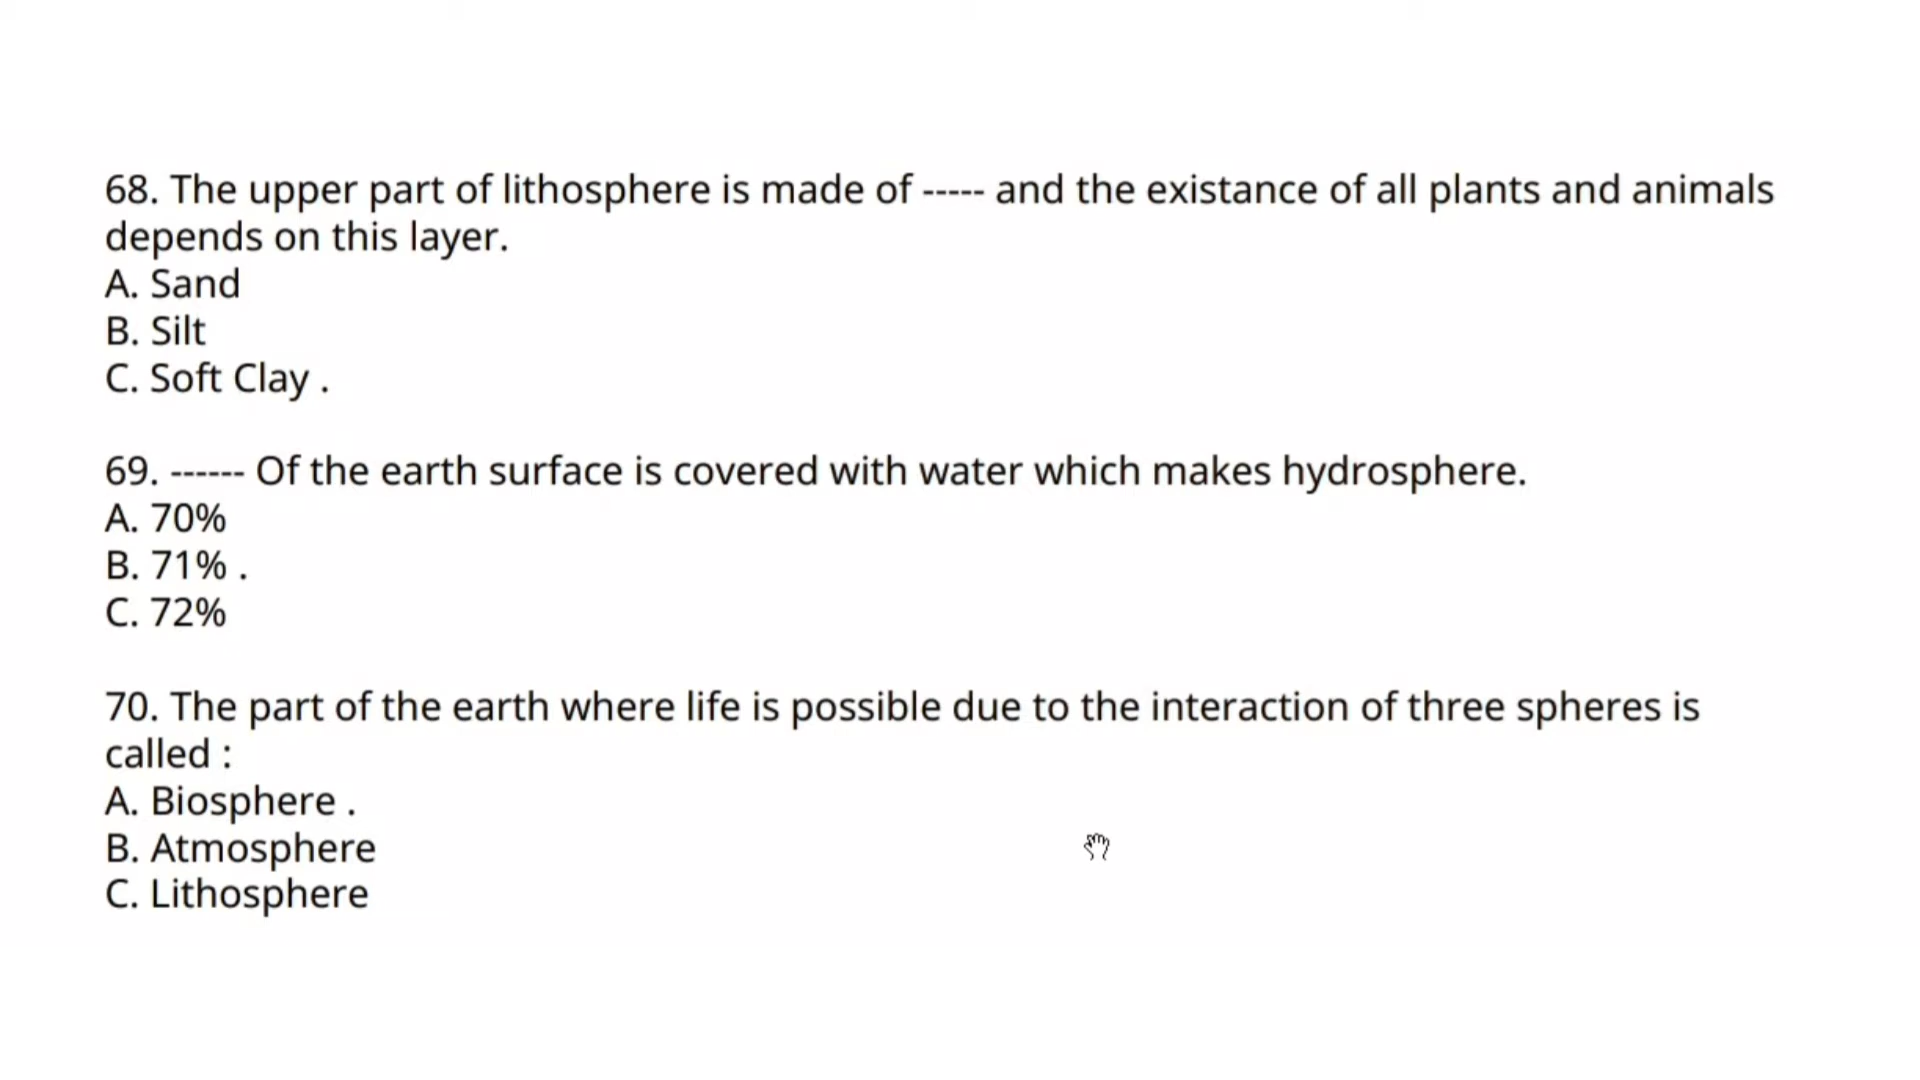 68. The upper part of lithosphere is made of ----- and the existance of all plants and animals
depends on this layer.
A. Sand
B. Silt
C. Soft Clay .
69. ------ Of the earth surface is covered with water which makes hydrosphere.
A. 70%
B. 71% .
C. 72%
70. The part of the earth where life is possible due to the interaction of three spheres is
called :
A. Biosphere .
B. Atmosphere
C. Lithosphere